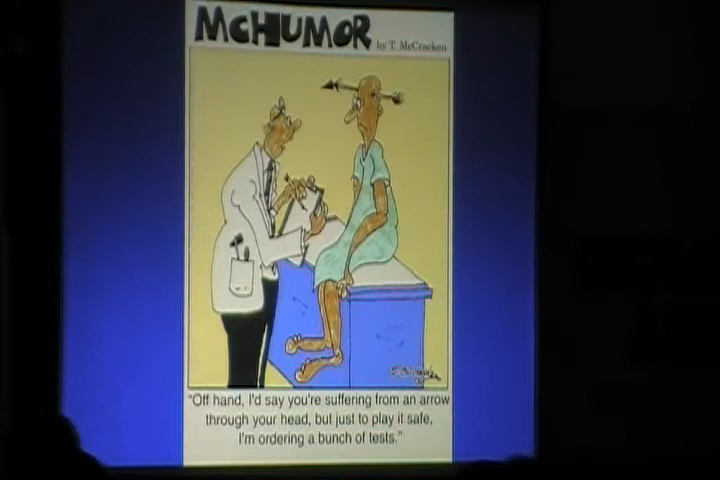 McHUMOR by T. McCracken
"Off hand, I'd say you're suffering from an arrow
through your head, but just to play it safe,
I'm ordering a bunch of tests."